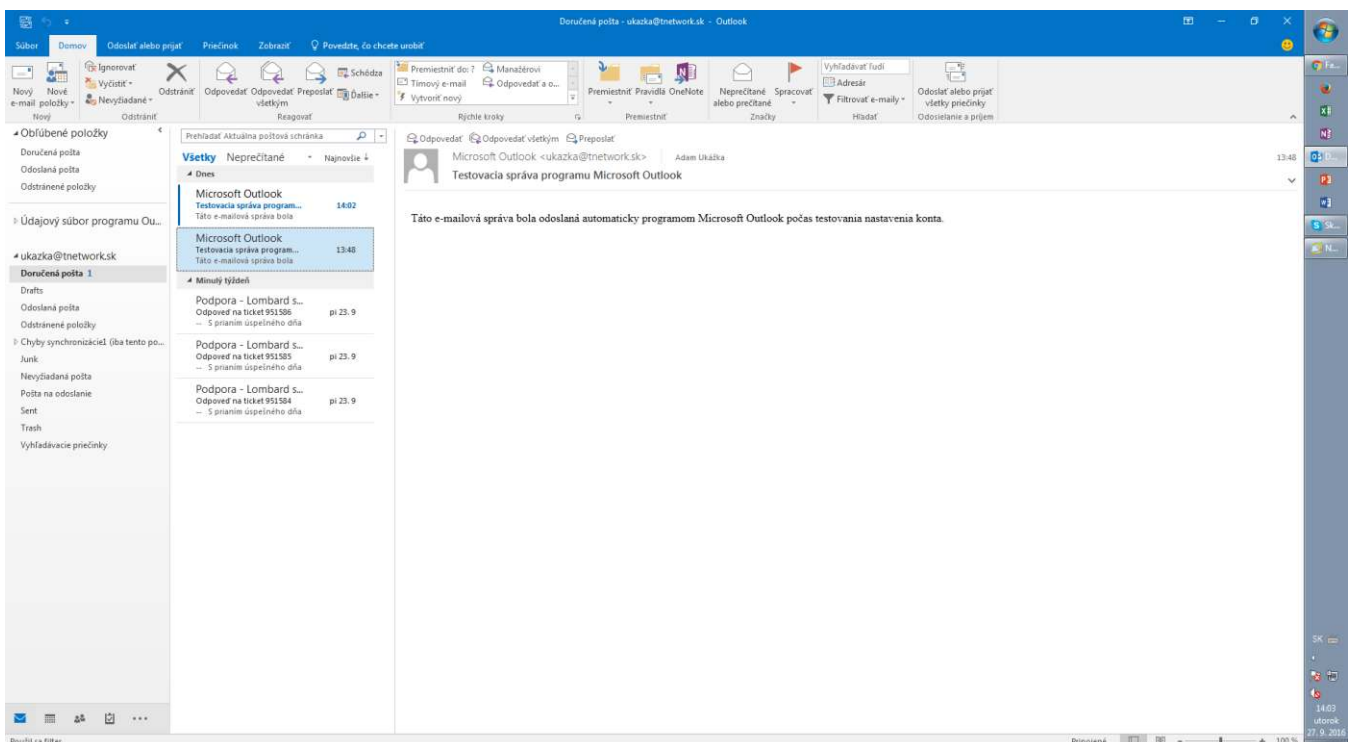 Doručená pošta - ukazka@tnetwork.sk - Outlook
Súbor Domov Odoslať alebo prijať Priečinok Zobraziť Povedzte, čo chcete urobiť
Nový e-mail
Nové položky
Ignorovať
Vyčistiť
Nevyžiadané
Odstrániť
Odpovedať
Odpovedať všetkým
Preposlať
Schôdza
Ďalšie
Premiestniť do: ?
Tímový e-mail
Vytvoriť nový
Manažérovi
Odpovedať a o...
Premiestniť
Pravidlá
OneNote
Neprečítané alebo prečítané
Spracovať
Vyhľadávať ľudí
Adresár
Filtrovať e-maily
Odoslať alebo prijať všetky priečinky
Nový Odstrániť Reagovať Rýchle kroky Premiestniť Značky Hľadať Odosielanie a príjem
Obľúbené položky
Doručená pošta
Odoslaná pošta
Odstránené položky
Údajový súbor programu Ou...
ukazka@tnetwork.sk
Doručená pošta 1
Drafts
Odoslaná pošta
Odstránené položky
Chyby synchronizácie1 (iba tento po...
Junk
Nevyžiadaná pošta
Pošta na odoslanie
Sent
Trash
Vyhľadávacie priečinky
Prehľadať Aktuálna poštová schránka
Všetky Neprečítané Najnovšie
Dnes
Microsoft Outlook
Testovacia správa program... 14:02
Táto e-mailová správa bola
Microsoft Outlook
Testovacia správa program... 13:48
Táto e-mailová správa bola
Minulý týždeň
Podpora - Lombard s...
Odpoveď na ticket 951586 pi 23. 9
-- S prianím úspešného dňa
Podpora - Lombard s...
Odpoveď na ticket 951585 pi 23. 9
-- S prianím úspešného dňa
Podpora - Lombard s...
Odpoveď na ticket 951584 pi 23. 9
-- S prianím úspešného dňa
Odpovedať Odpovedať všetkým Preposlať
Microsoft Outlook <ukazka@tnetwork.sk> Adam Ukážka 13:48
Testovacia správa programu Microsoft Outlook
Táto e-mailová správa bola odoslaná automaticky programom Microsoft Outlook počas testovania nastavenia konta.
Fa...
Sk...
N...
SK
14:03
utorok
27. 9. 2016
Použil sa filter
Pripojené 100 %